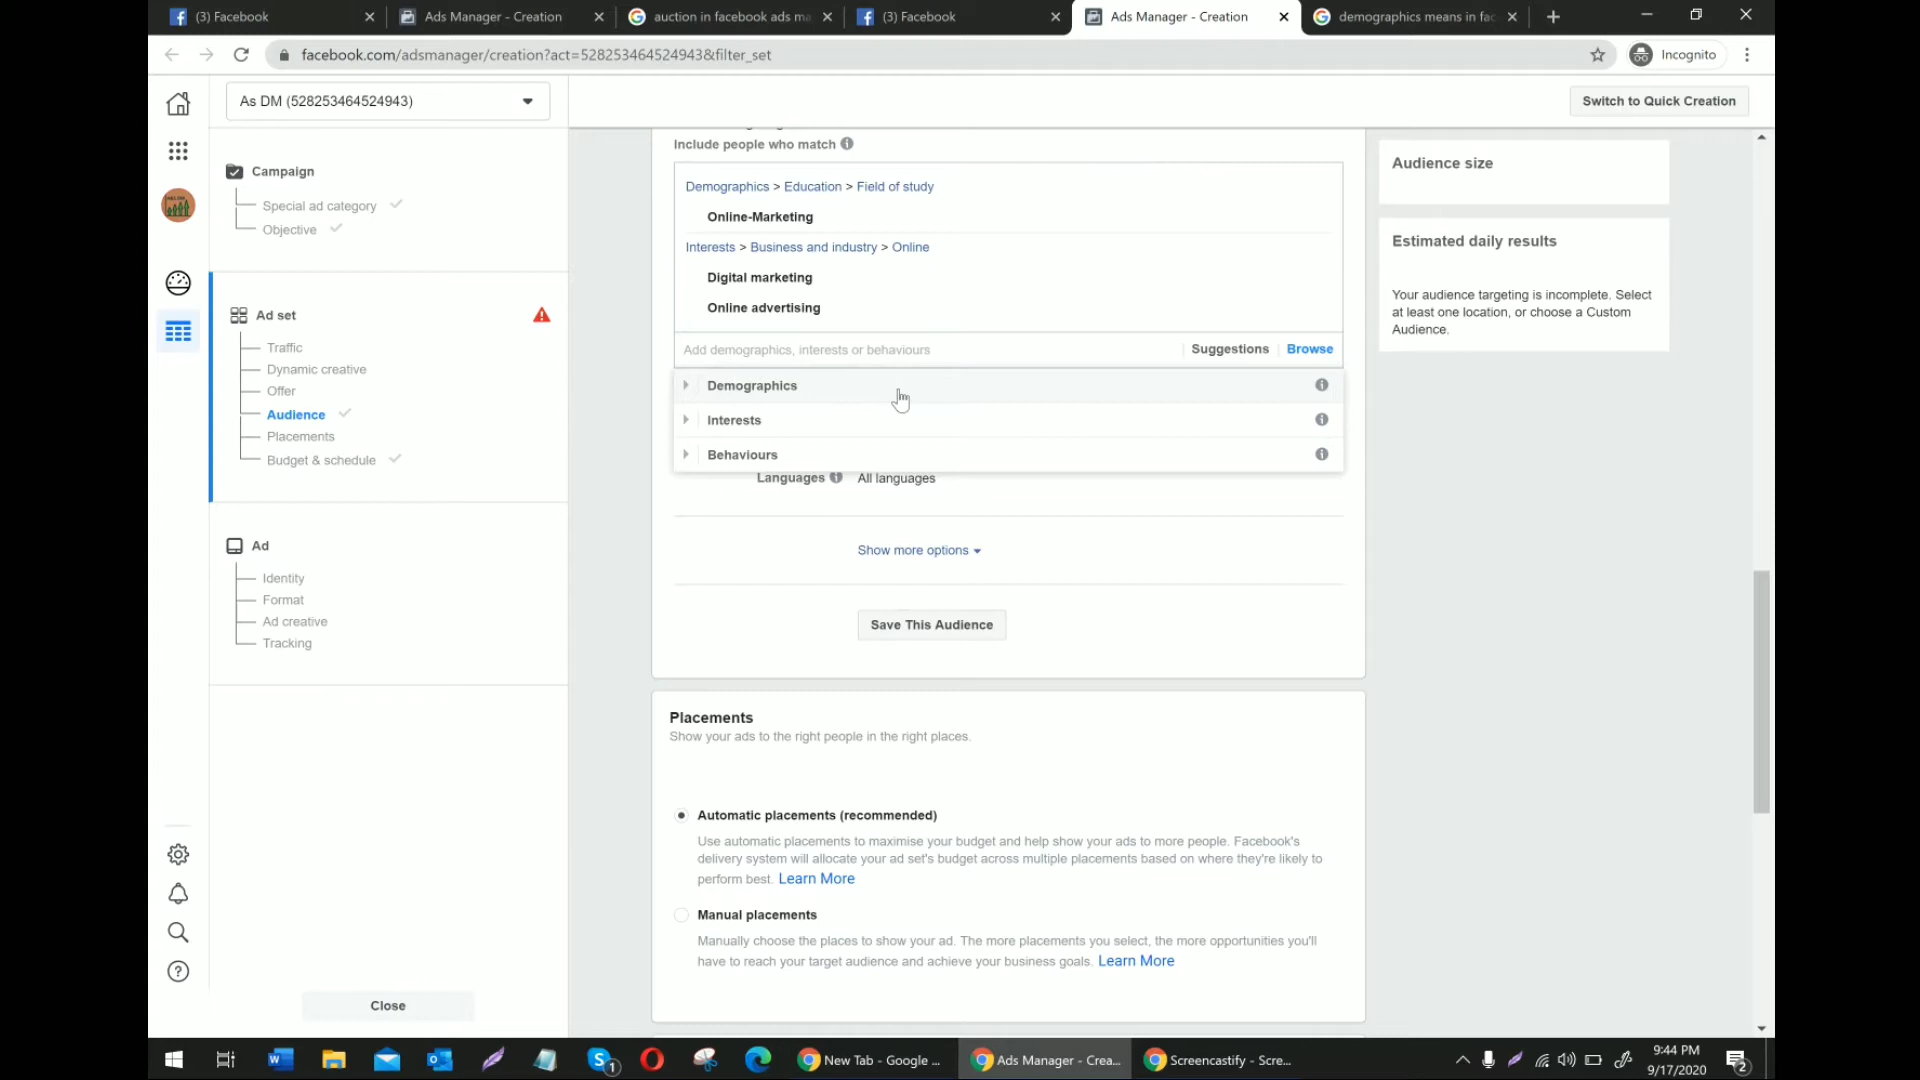 (3) Facebook
Ads Manager - Creation
auction in facebook ads ma
(3) Facebook
Ads Manager - Creation
demographics means in fac
facebook.com/adsmanager/creation?act=528253464524943&filter_set
Incognito
As DM (528253464524943)
Switch to Quick Creation
Campaign
Special ad category
Objective
Ad set
Traffic
Dynamic creative
Offer
Audience
Placements
Budget & schedule
Ad
Identity
Format
Ad creative
Tracking
Close
Include people who match
Demographics > Education > Field of study
Online-Marketing
Interests > Business and industry > Online
Digital marketing
Online advertising
Add demographics, interests or behaviours
Suggestions
Browse
Demographics
Interests
Behaviours
Languages
All languages
Show more options
Save This Audience
Placements
Show your ads to the right people in the right places.
Automatic placements (recommended)
Use automatic placements to maximise your budget and help show your ads to more people. Facebook's
delivery system will allocate your ad set's budget across multiple placements based on where they're likely to
perform best. Learn More
Manual placements
Manually choose the places to show your ad. The more placements you select, the more opportunities you'll
have to reach your target audience and achieve your business goals. Learn More
Audience size
Estimated daily results
Your audience targeting is incomplete. Select
at least one location, or choose a Custom
Audience.
New Tab - Google ...
Ads Manager - Crea...
Screencastify - Scre...
9:44 PM
9/17/2020